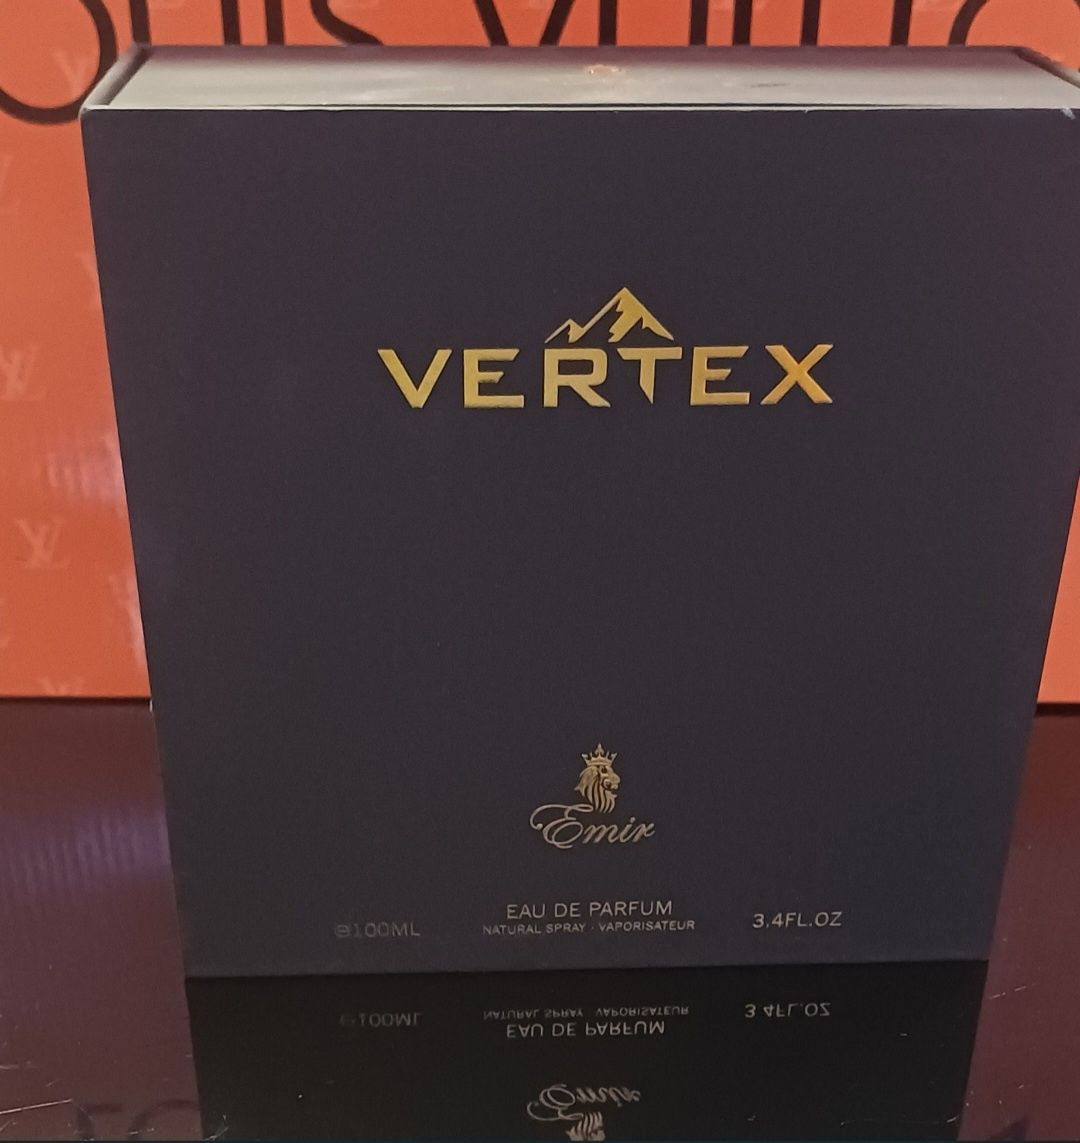 VERTEX
Emir
EAU DE PARFUM
NATURAL SPRAY · VAPORISATEUR
℮100ML
3.4FL.OZ